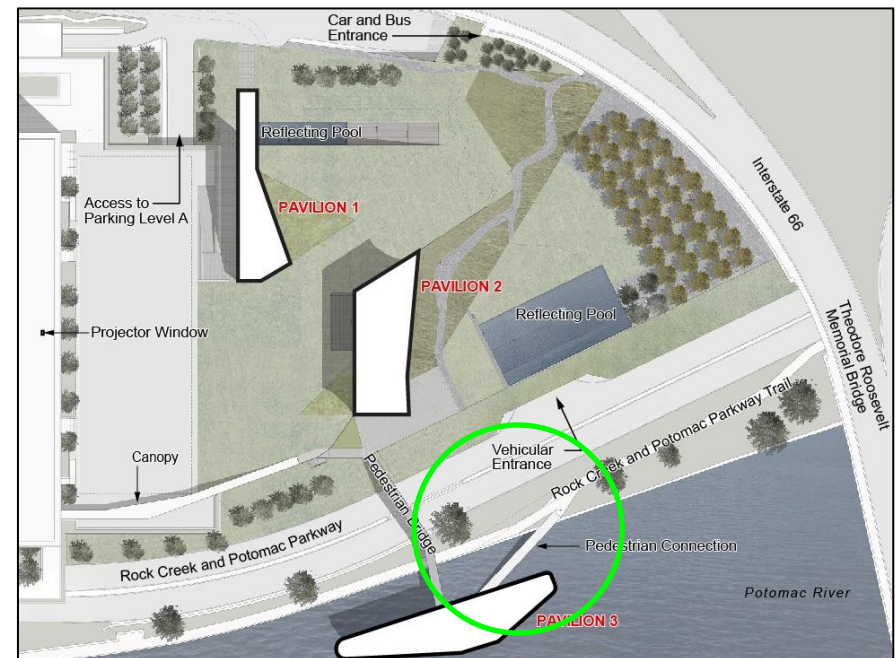 Car and Bus
Entrance
Reflecting Pool
Interstate 66
Access to
Parking Level A
PAVILION 1
PAVILION 2
Reflecting Pool
Projector Window
Theodore Roosevelt
Memorial Bridge
Rock Creek and Potomac Parkway Trail
Vehicular
Entrance
Canopy
Pedestrian Bridge
Rock Creek and Potomac Parkway
Pedestrian Connection
Potomac River
PAVILION 3